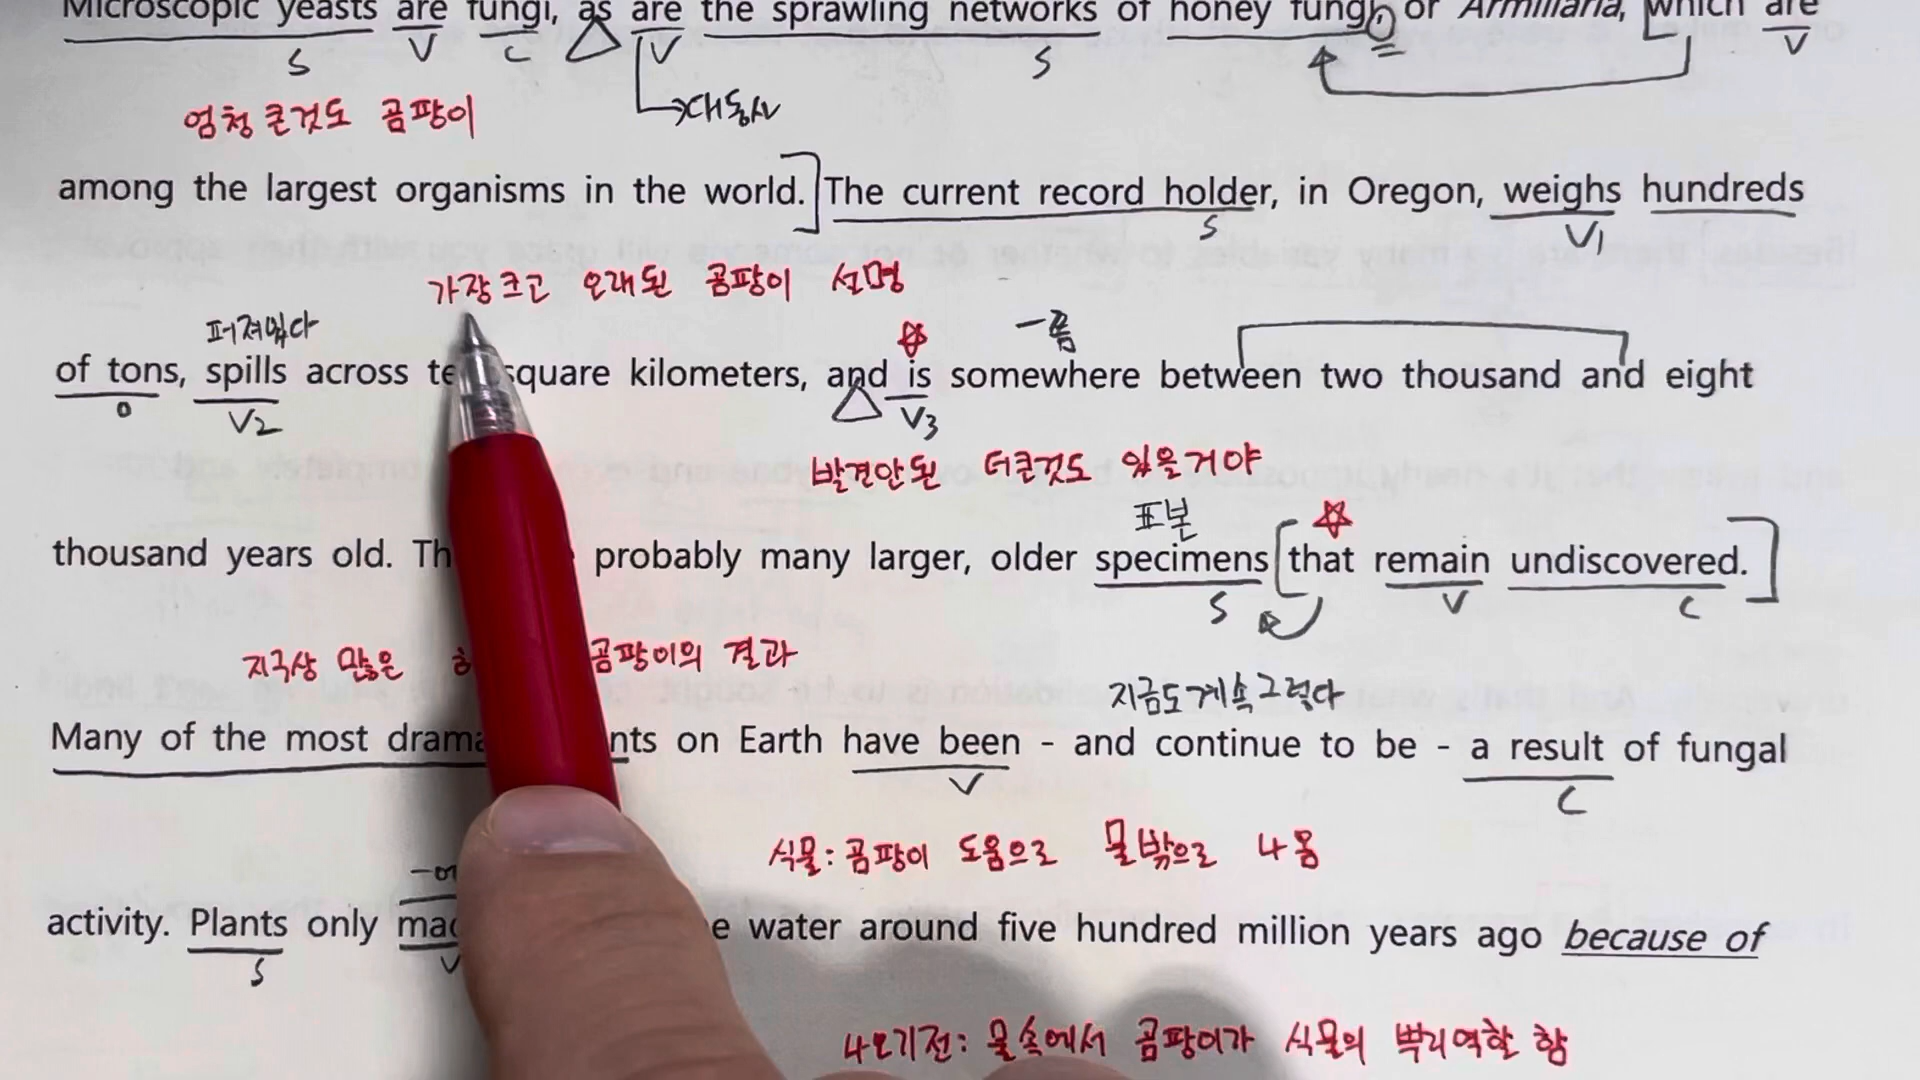 Microscopic yeasts are fungi, as are the sprawling networks of honey fungi, or Armillaria, which are
S V C V S V
엄청 큰것도 곰팡이
대동사
among the largest organisms in the world. The current record holder, in Oregon, weighs hundreds
S V1
가장크고 오래된 곰팡이 설명
퍼져있다 -쯤
of tons, spills across square kilometers, and is somewhere between two thousand and eight
O V2 V3
발견안된 더큰것도 있을거야
표본
thousand years old. probably many larger, older specimens that remain undiscovered.
S V C
지구상 많은 곰팡이의 결과
지금도 계속 그렇다
Many of the most on Earth have been - and continue to be - a result of fungal
V C
식물: 곰팡이 도움으로 물밖으로 나옴
activity. Plants only water around five hundred million years ago because of
S V
나오기전: 물속에서 곰팡이가 식물의 뿌리역할 함